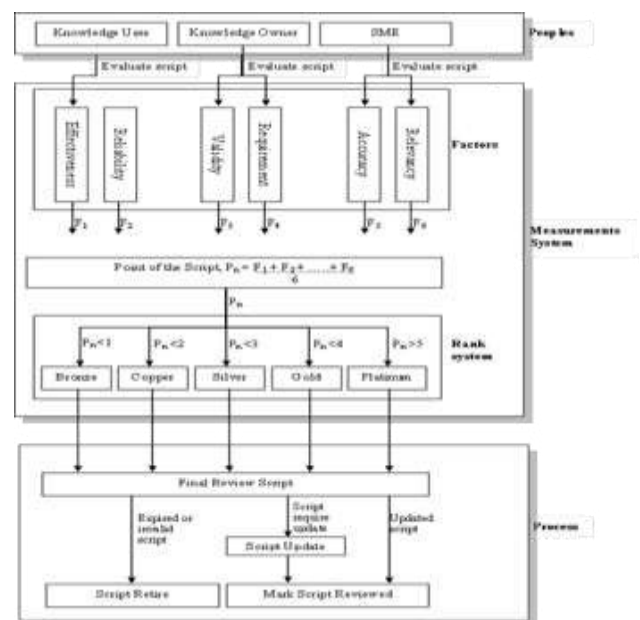 Knowledge User Knowledge Owner SME
Peoples
Evaluate script Evaluate script Evaluate script
Effectiveness
Reliability
Validity
Requirement
Accuracy
Relevancy
Factors
F1 F2 F3 F4 F5 F6
Measurements
System
Point of the Script, Pn = F1 + F2 + ..... + F6
6
Pn
Rank
system
Pn<1 Pn<2 Pn<3 Pn<4 Pn>5
Bronze Copper Silver Gold Platinum
Final Review Script
Expired or
invalid
script
Script
require
update
Updated
script
Process
Script Update
Script Retire Mark Script Reviewed